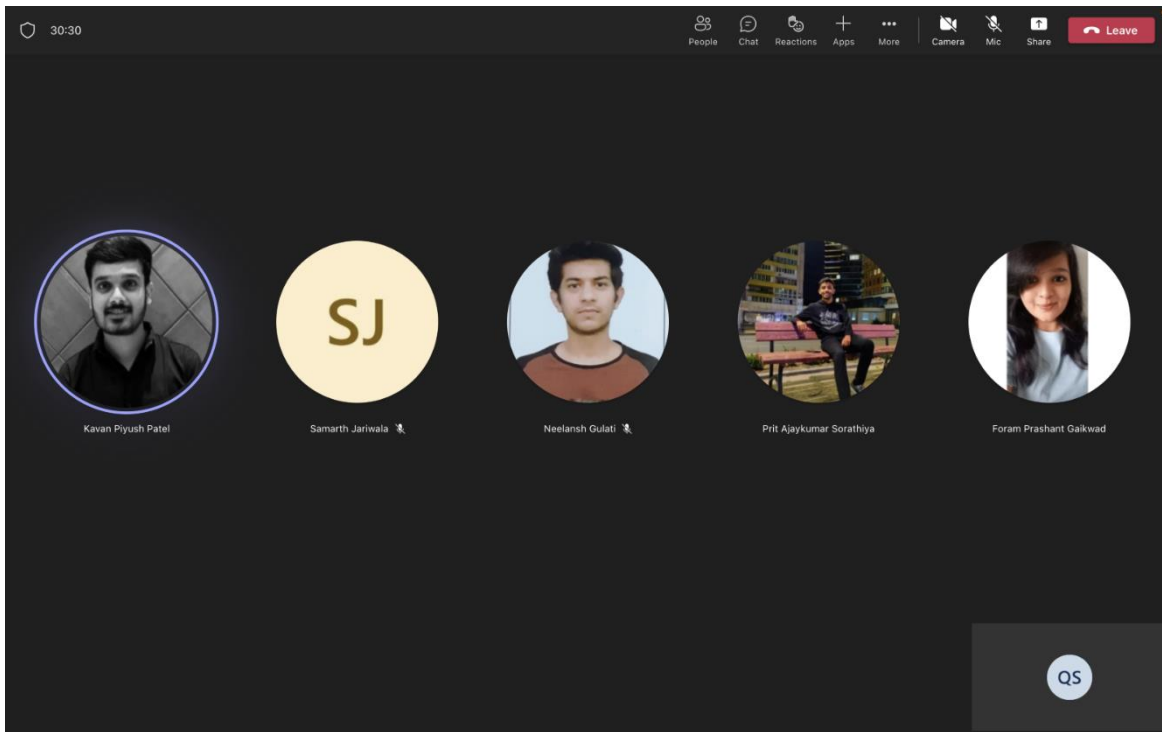 30:30
People Chat Reactions Apps More Camera Mic Share Leave
SJ
Kavan Piyush Patel Samarth Jariwala Neelansh Gulati Prit Ajaykumar Sorathiya Foram Prashant Gaikwad
QS